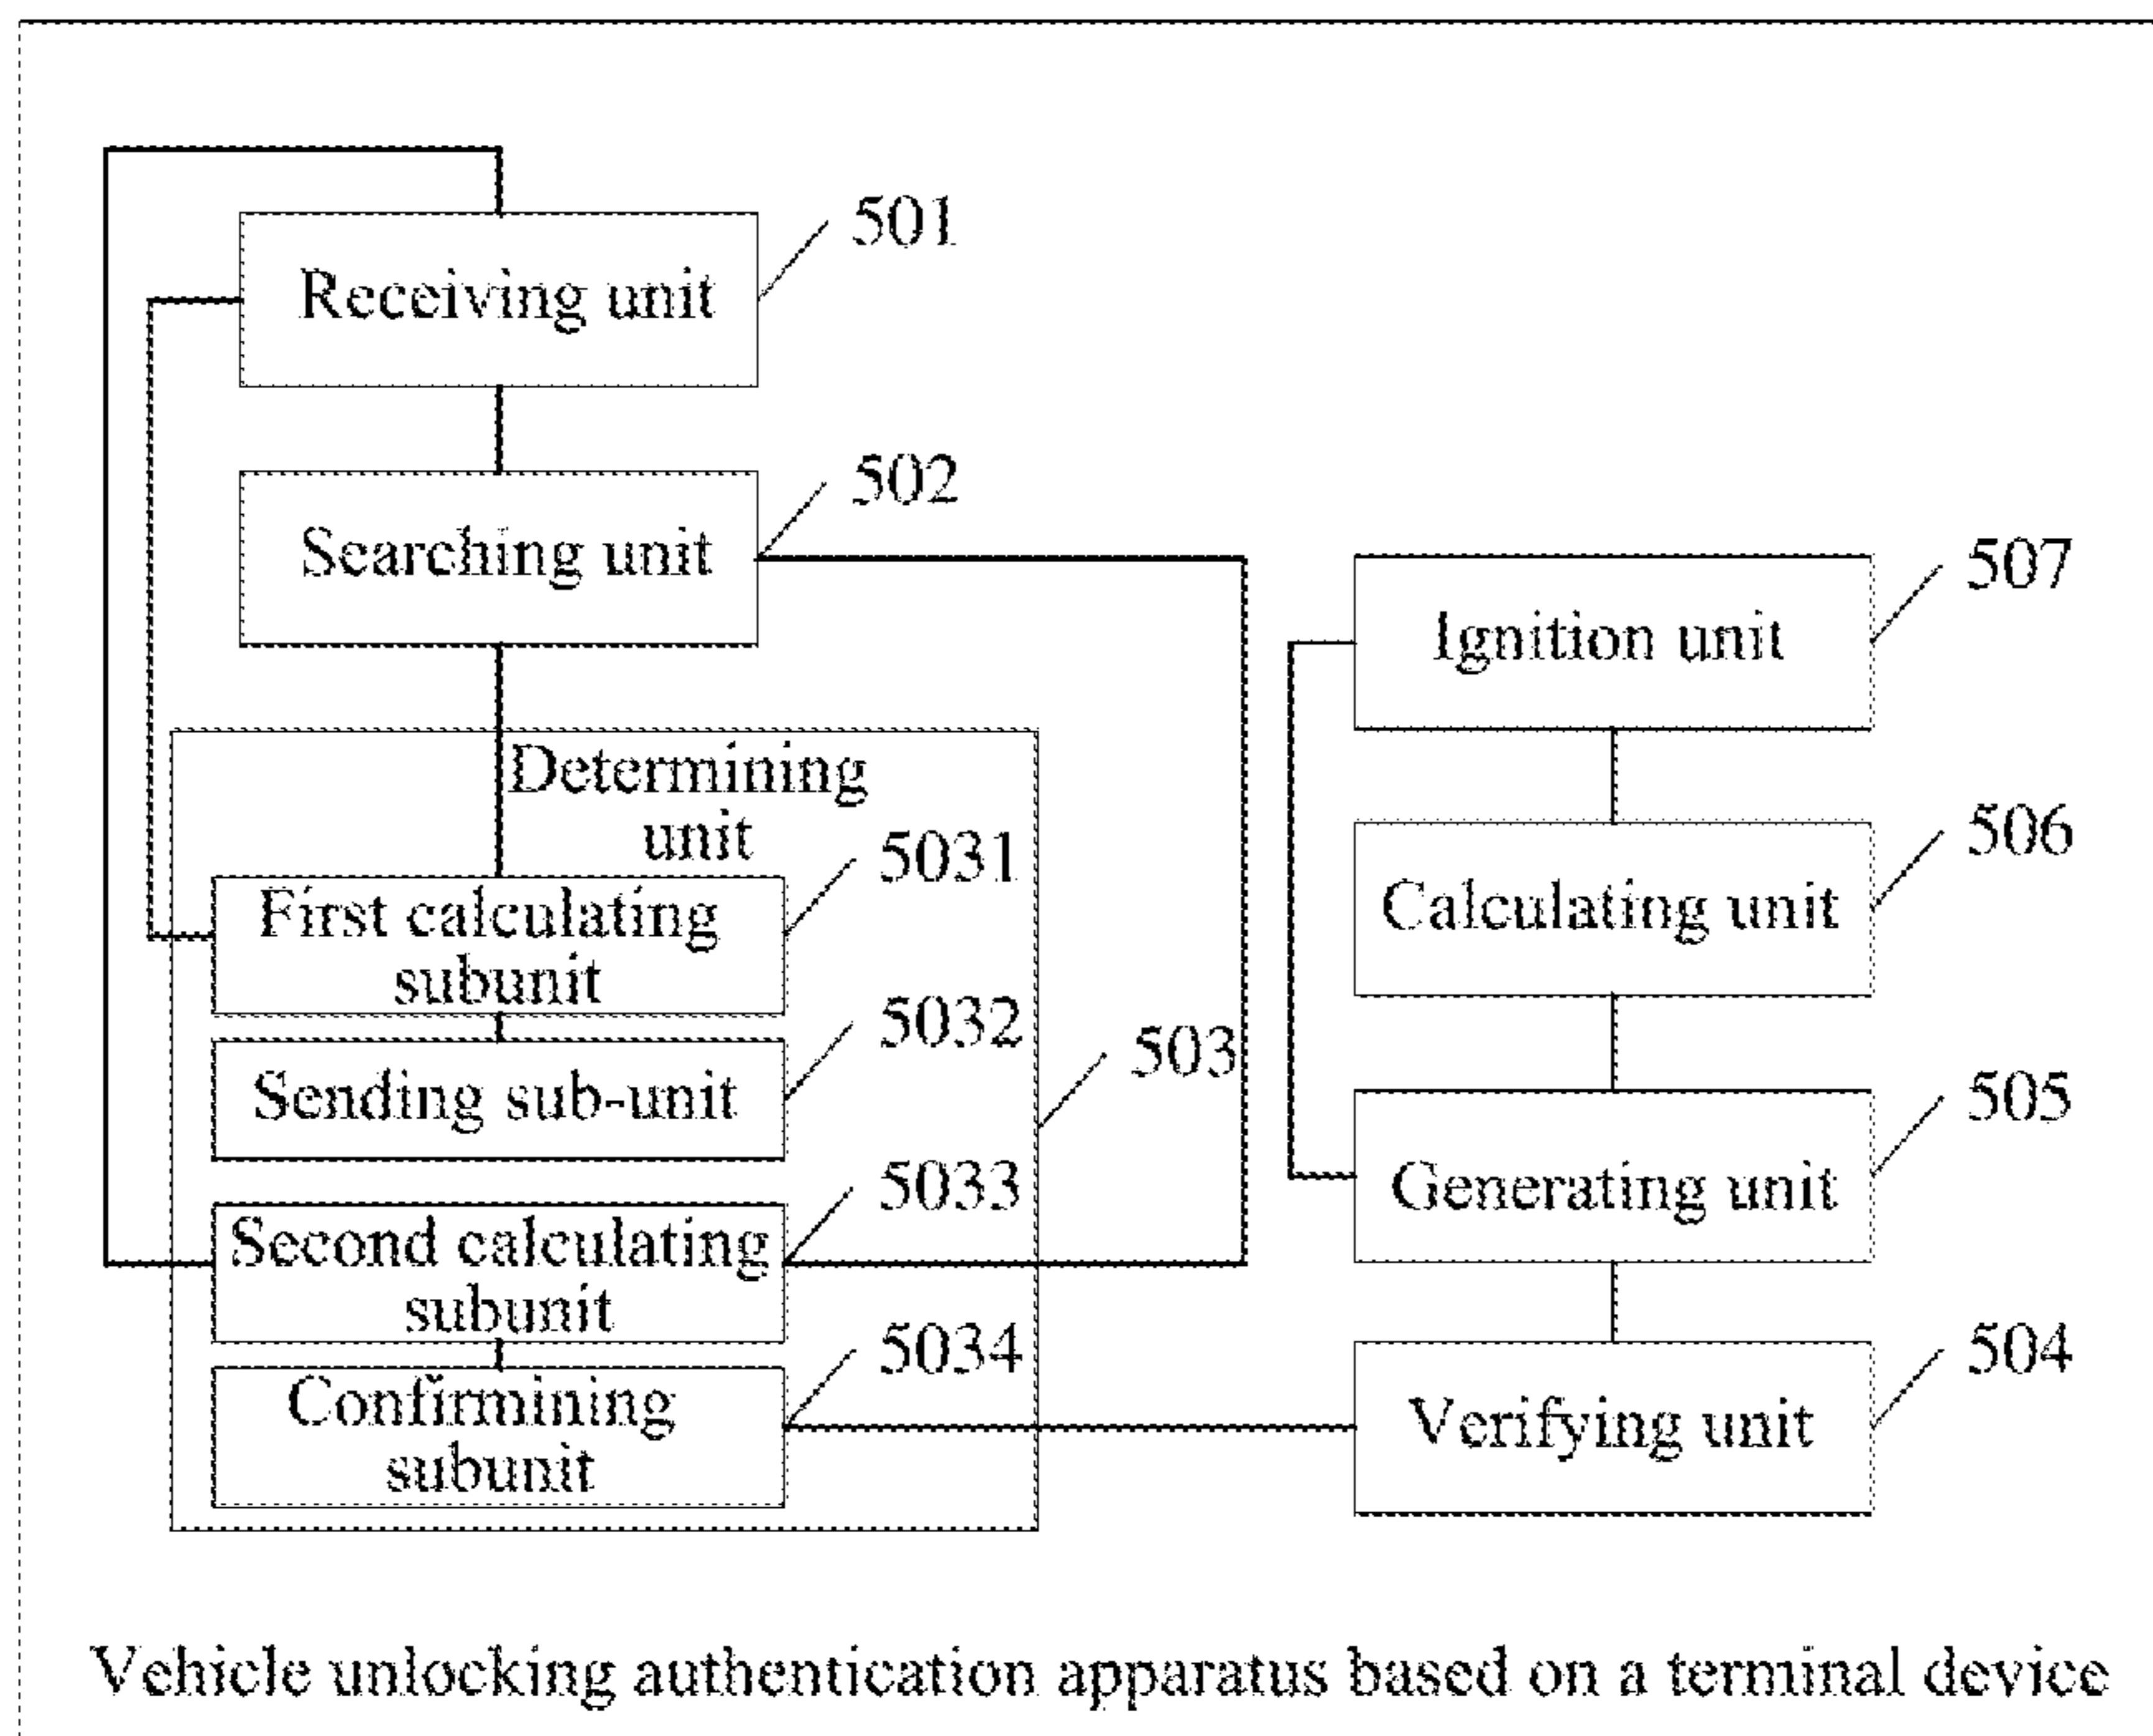 501
Receiving unit
502
Searching unit
Determining
unit
5031
First calculating
subunit
5032
Sending sub-unit
503
5033
Second calculating
subunit
5034
Confirmining
subunit
507
Ignition unit
506
Calculating unit
505
Generating unit
504
Verifying unit
Vehicle unlocking authentication apparatus based on a terminal device